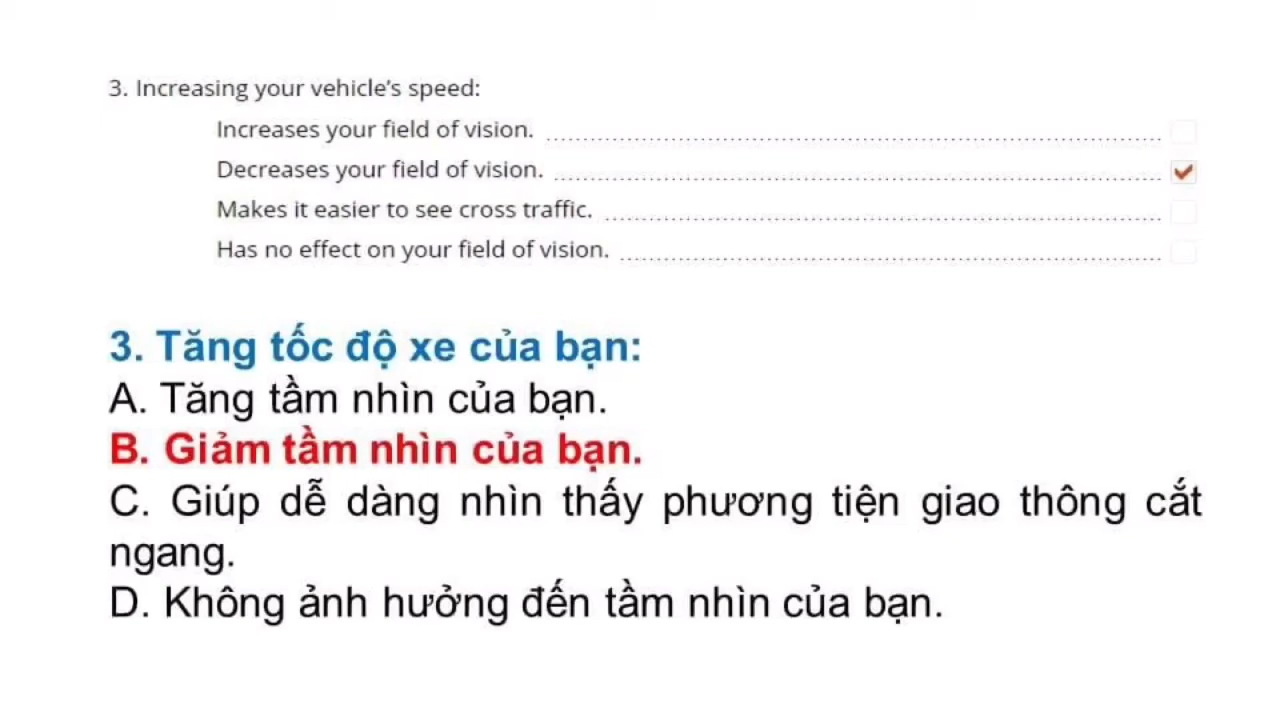 3. Increasing your vehicle's speed:
Increases your field of vision.
Decreases your field of vision.
Makes it easier to see cross traffic.
Has no effect on your field of vision.
3. Tăng tốc độ xe của bạn:
A. Tăng tầm nhìn của bạn.
B. Giảm tầm nhìn của bạn.
C. Giúp dễ dàng nhìn thấy phương tiện giao thông cắt
ngang.
D. Không ảnh hưởng đến tầm nhìn của bạn.